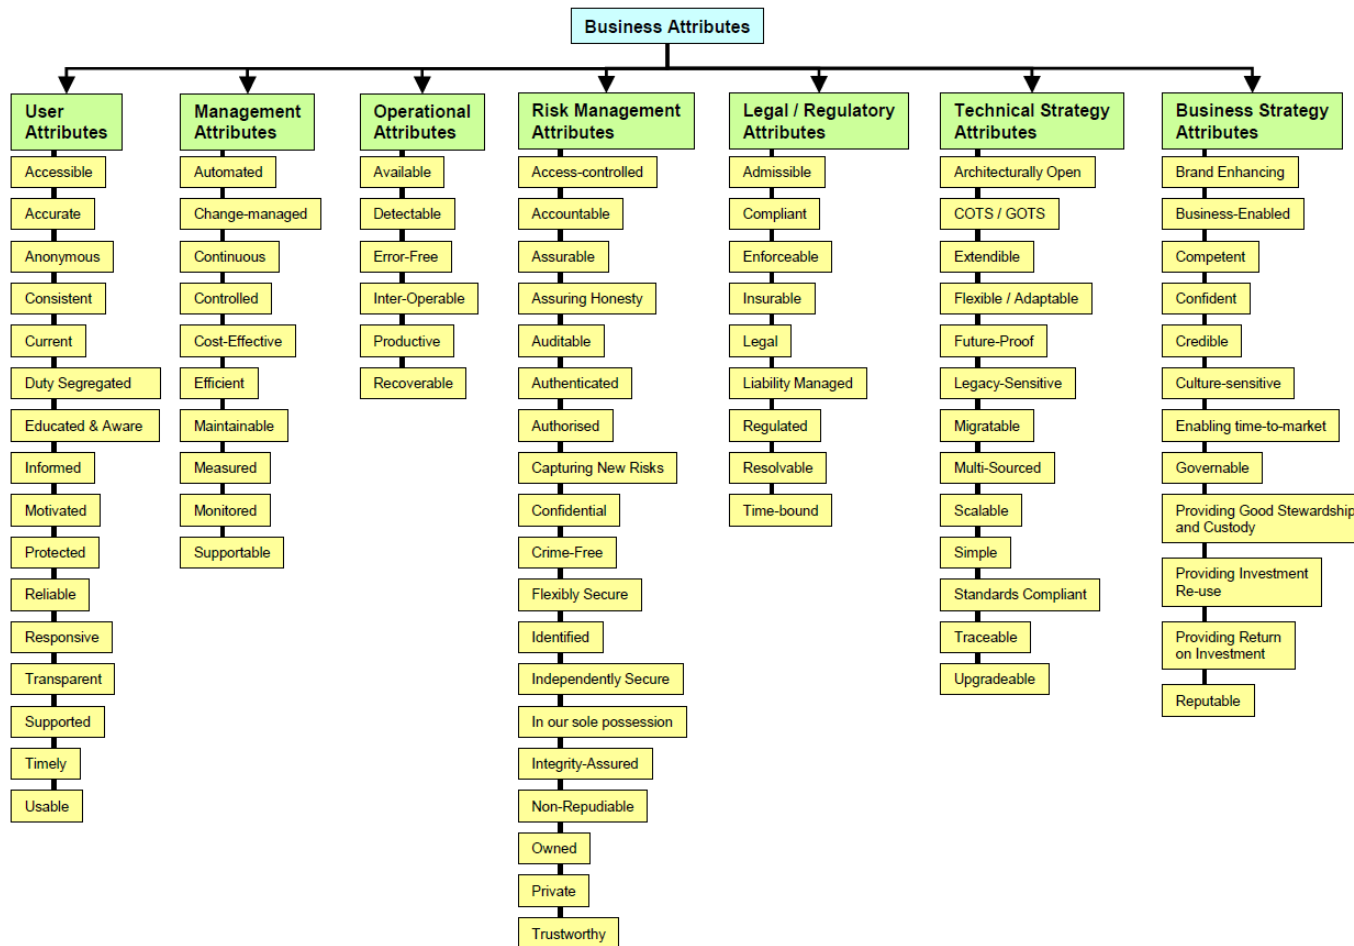 Business Attributes
User
Attributes
Accessible
Accurate
Anonymous
Consistent
Current
Duty Segregated
Educated & Aware
Informed
Motivated
Protected
Reliable
Responsive
Transparent
Supported
Timely
Usable
Management
Attributes
Automated
Change-managed
Continuous
Controlled
Cost-Effective
Efficient
Maintainable
Measured
Monitored
Supportable
Operational
Attributes
Available
Detectable
Error-Free
Inter-Operable
Productive
Recoverable
Risk Management
Attributes
Access-controlled
Accountable
Assurable
Assuring Honesty
Auditable
Authenticated
Authorised
Capturing New Risks
Confidential
Crime-Free
Flexibly Secure
Identified
Independently Secure
In our sole possession
Integrity-Assured
Non-Repudiable
Owned
Private
Trustworthy
Legal / Regulatory
Attributes
Admissible
Compliant
Enforceable
Insurable
Legal
Liability Managed
Regulated
Resolvable
Time-bound
Technical Strategy
Attributes
Architecturally Open
COTS / GOTS
Extendible
Flexible / Adaptable
Future-Proof
Legacy-Sensitive
Migratable
Multi-Sourced
Scalable
Simple
Standards Compliant
Traceable
Upgradeable
Business Strategy
Attributes
Brand Enhancing
Business-Enabled
Competent
Confident
Credible
Culture-sensitive
Enabling time-to-market
Governable
Providing Good Stewardship
and Custody
Providing Investment
Re-use
Providing Return
on Investment
Reputable